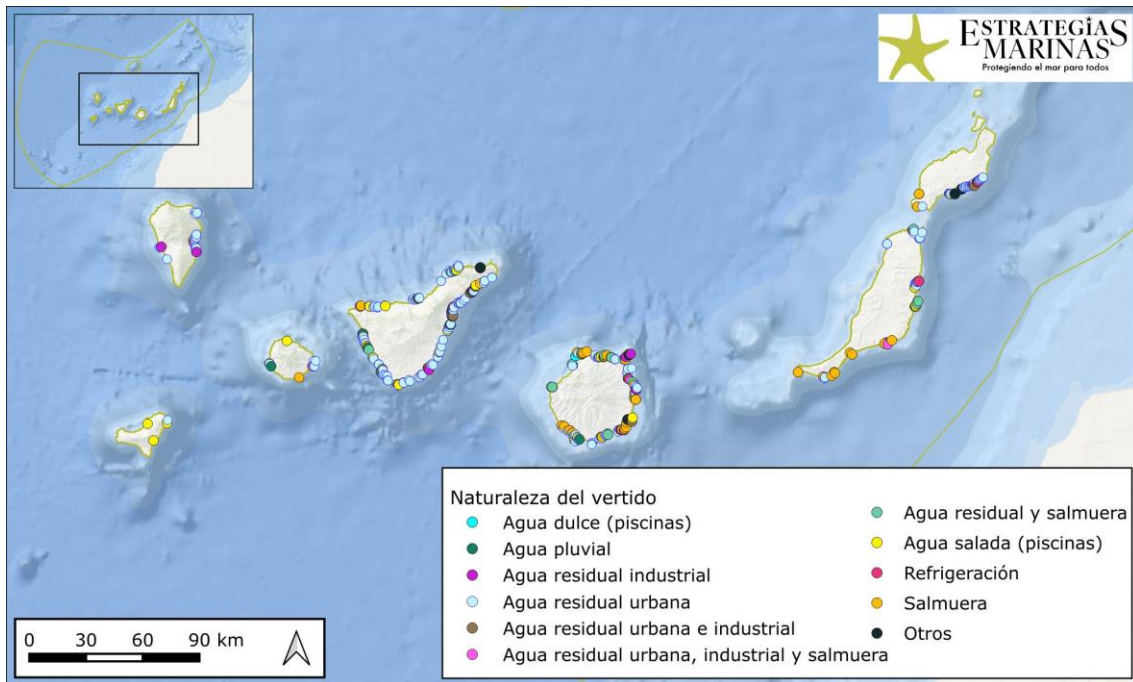 ESTRATEGIAS
MARINAS
Protegiendo el mar para todos
Naturaleza del vertido
Agua dulce (piscinas)
Agua pluvial
Agua residual industrial
Agua residual urbana
Agua residual urbana e industrial
Agua residual urbana, industrial y salmuera
Agua residual y salmuera
Agua salada (piscinas)
Refrigeración
Salmuera
Otros
0 30 60 90 km